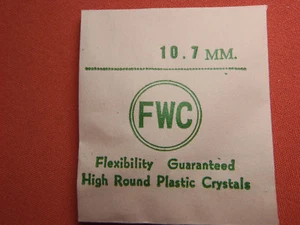 10.7 MM.
FWC
Flexibility Guaranteed
High Round Plastic Crystals